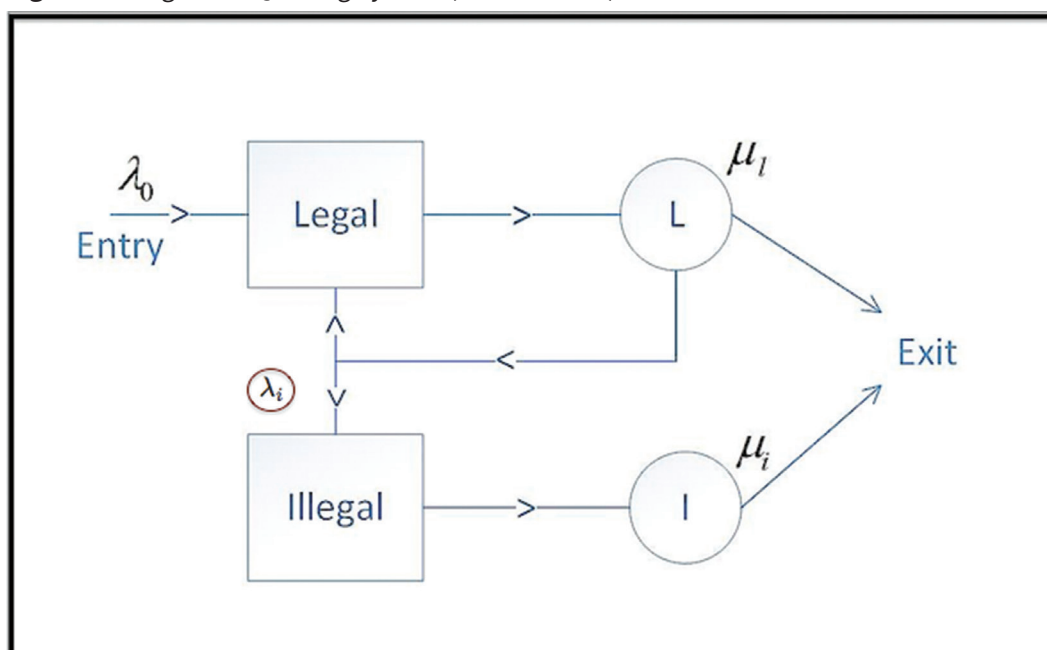 λ₀
Entry
Legal
L
μₗ
Exit
λᵢ
Illegal
I
μᵢ